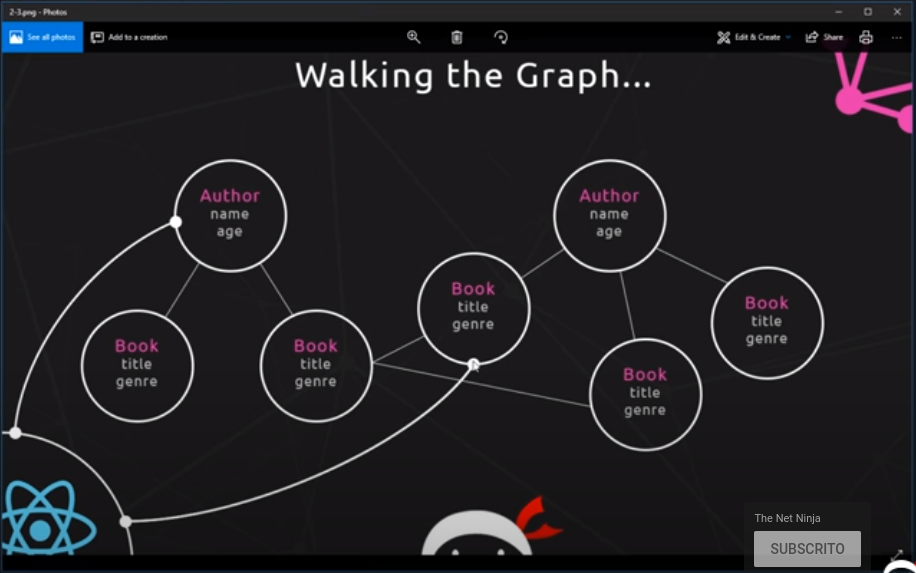 2-3.png - Photos
See all photos
Add to a creation
Edit & Create
Share
Walking the Graph...
Author
name
age
Author
name
age
Book
title
genre
Book
title
genre
Book
title
genre
Book
title
genre
Book
title
genre
The Net Ninja
SUBSCRITO